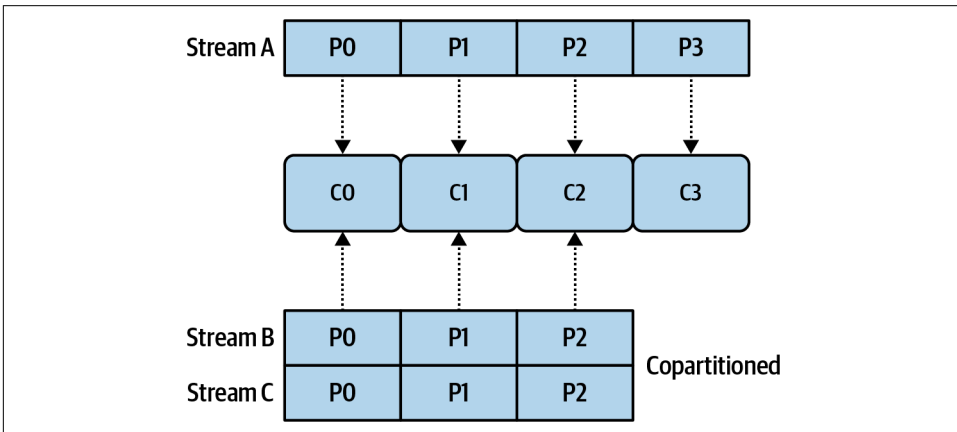 Stream A P0 P1 P2 P3
C0 C1 C2 C3
Stream B P0 P1 P2
Copartitioned
Stream C P0 P1 P2